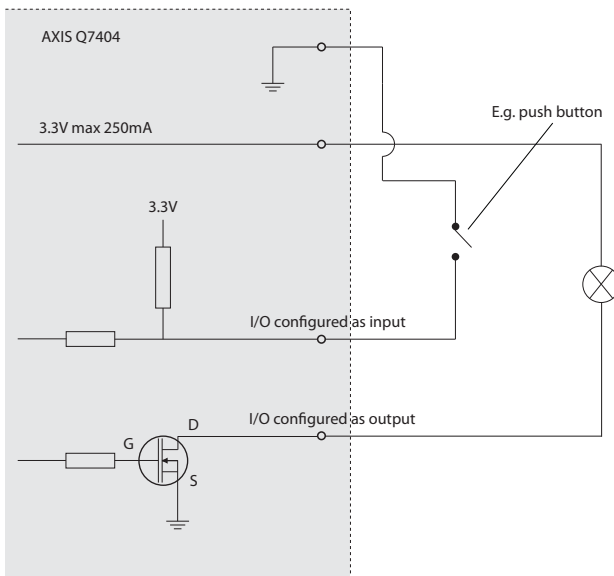 AXIS Q7404
E.g. push button
3.3V max 250mA
3.3V
I/O configured as input
I/O configured as output
D
G
S